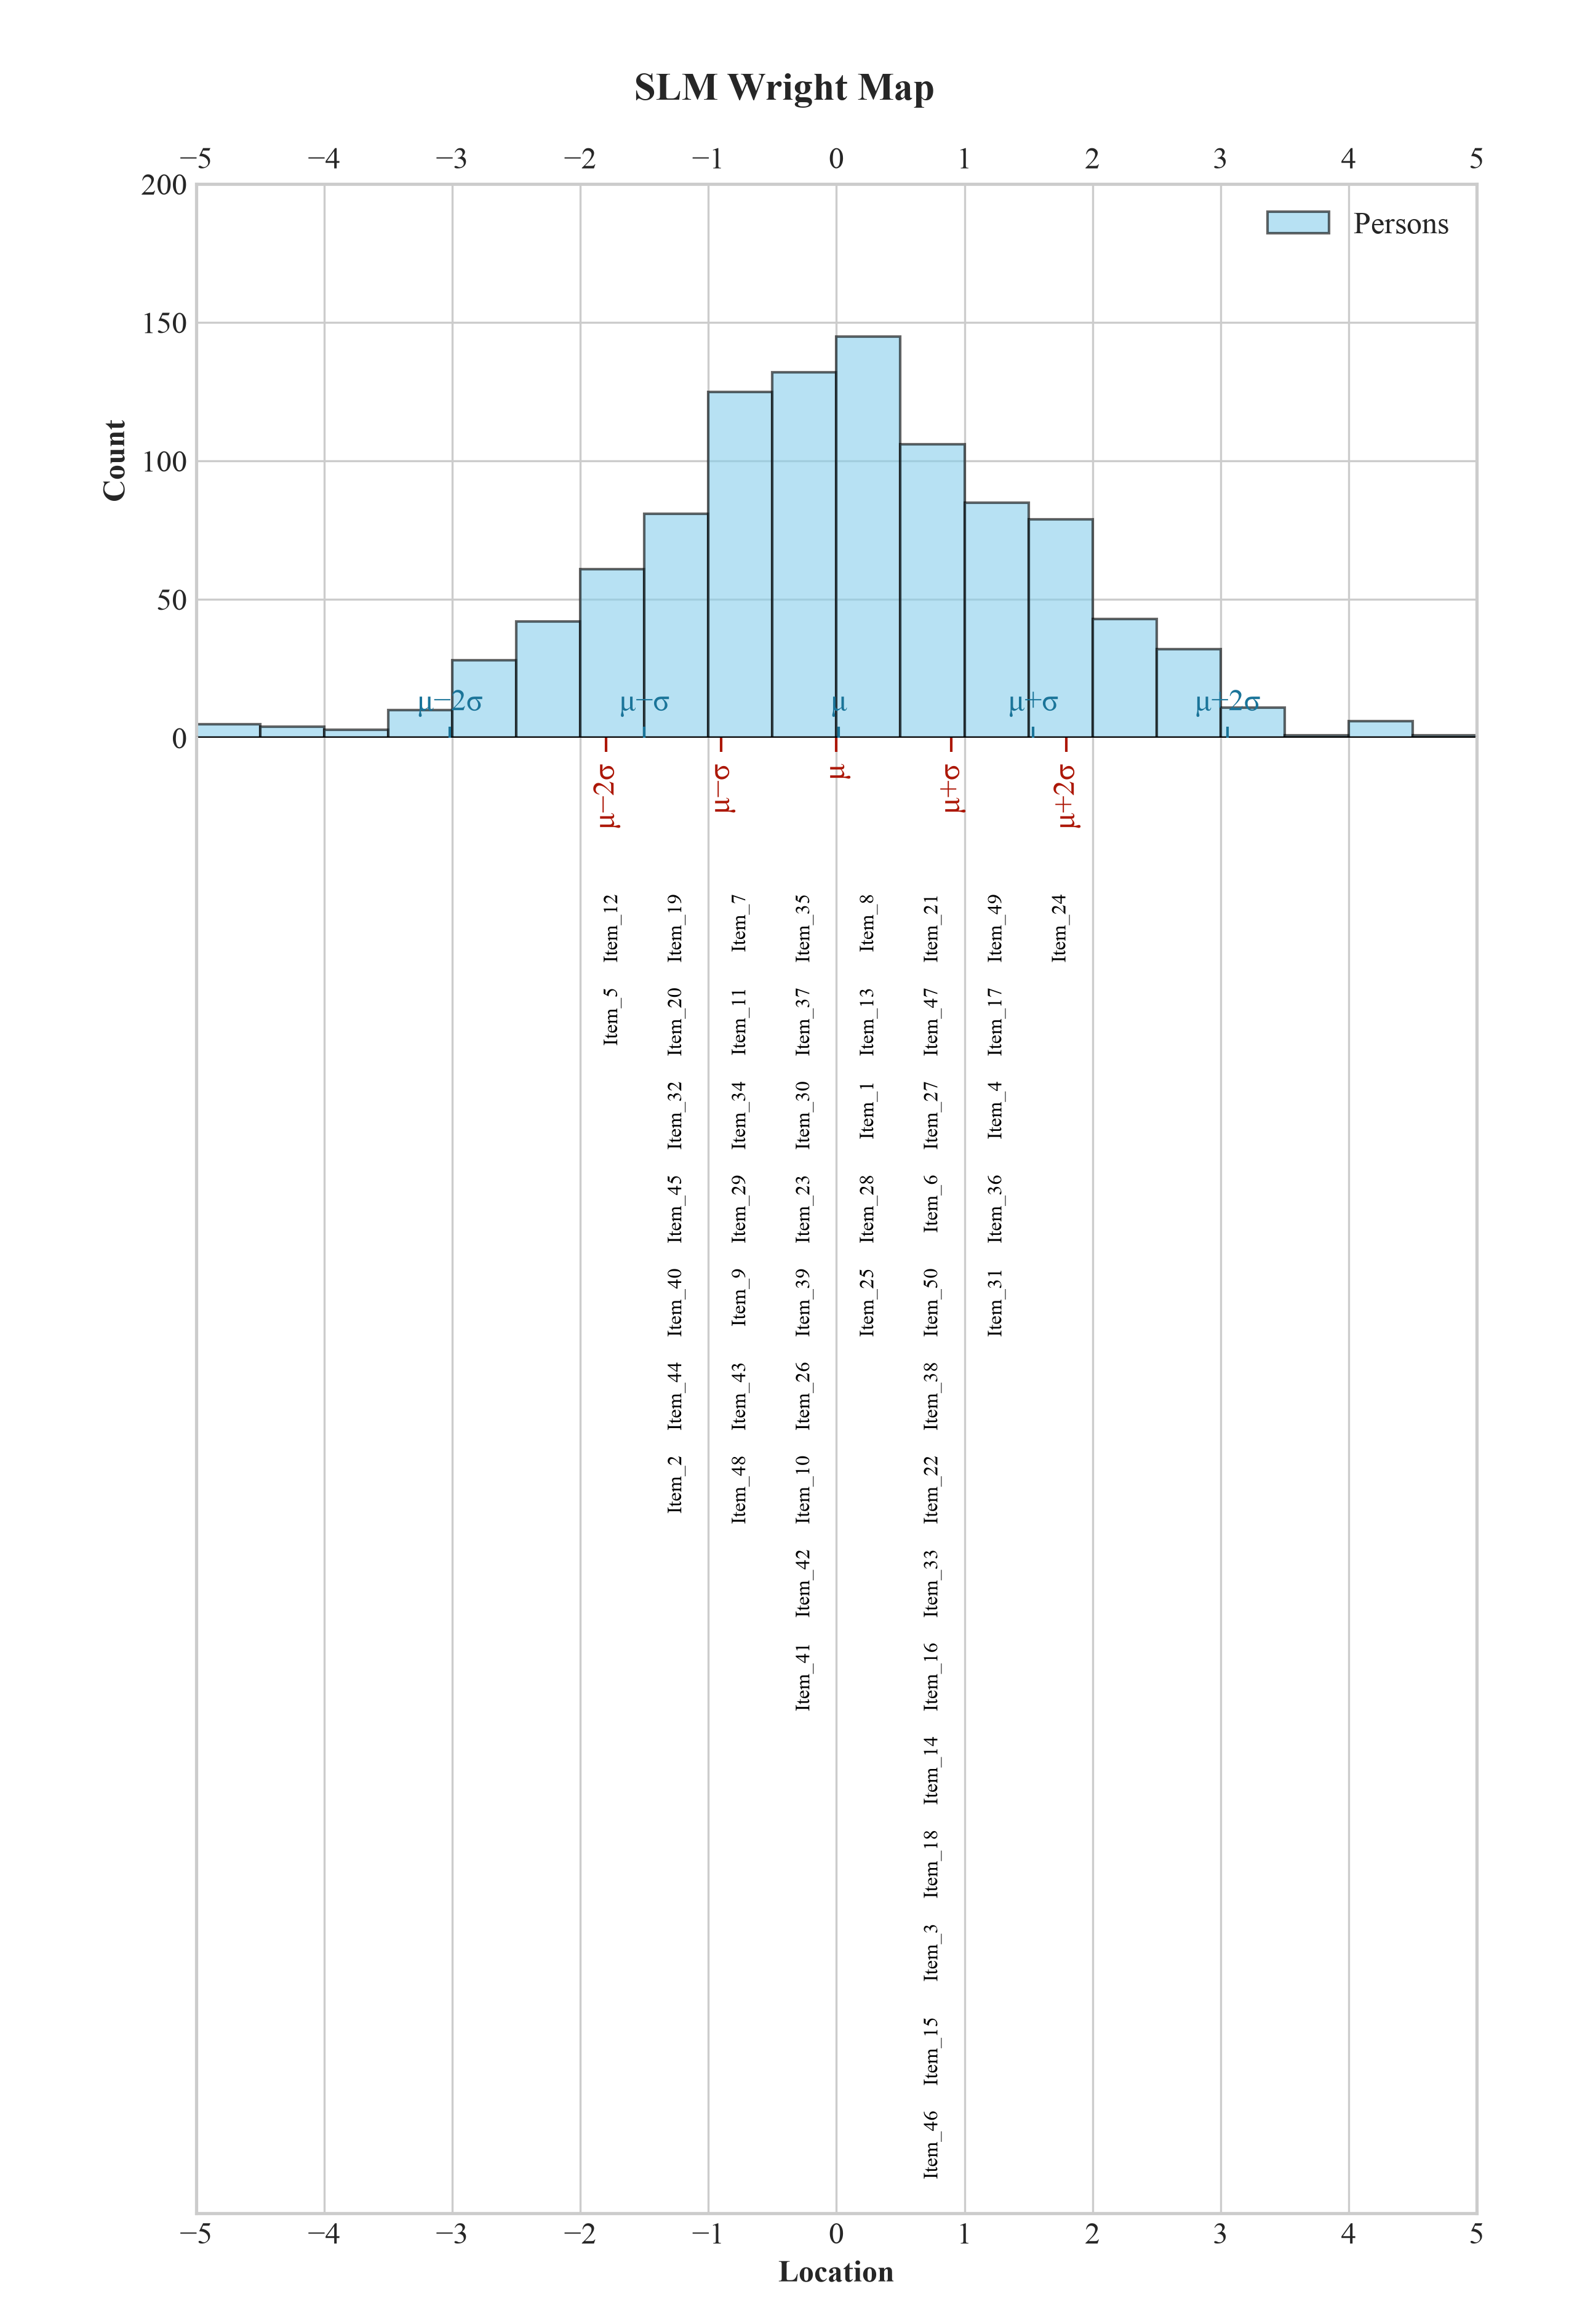 SLM Wright Map
−5 −4 −3 −2 −1 0 1 2 3 4 5
200
Persons
150
Count
100
50
μ−2σ μ−σ μ μ+σ μ+2σ
0
μ−2σ μ−σ μ μ+σ μ+2σ
Item_12 Item_19 Item_7 Item_35 Item_8 Item_21 Item_49 Item_24
Item_5 Item_20 Item_11 Item_37 Item_13 Item_47 Item_17
Item_32 Item_34 Item_30 Item_1 Item_27 Item_4
Item_45 Item_29 Item_23 Item_28 Item_6 Item_36
Item_40 Item_9 Item_39 Item_25 Item_50 Item_31
Item_44 Item_43 Item_26 Item_38
Item_2 Item_48 Item_10 Item_22
Item_42 Item_33
Item_41 Item_16
Item_14
Item_18
Item_3
Item_15
Item_46
−5 −4 −3 −2 −1 0 1 2 3 4 5
Location